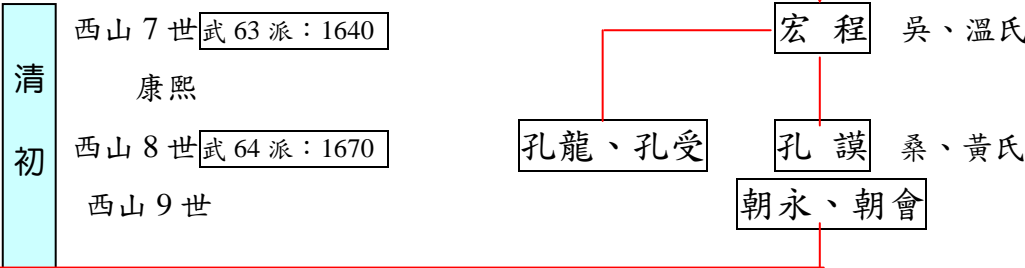 清初
西山 7 世 武 63 派：1640 宏 程 吳、溫氏
康熙
西山 8 世 武 64 派：1670 孔龍、孔受 孔 謨 桑、黃氏
西山 9 世 朝永、朝會